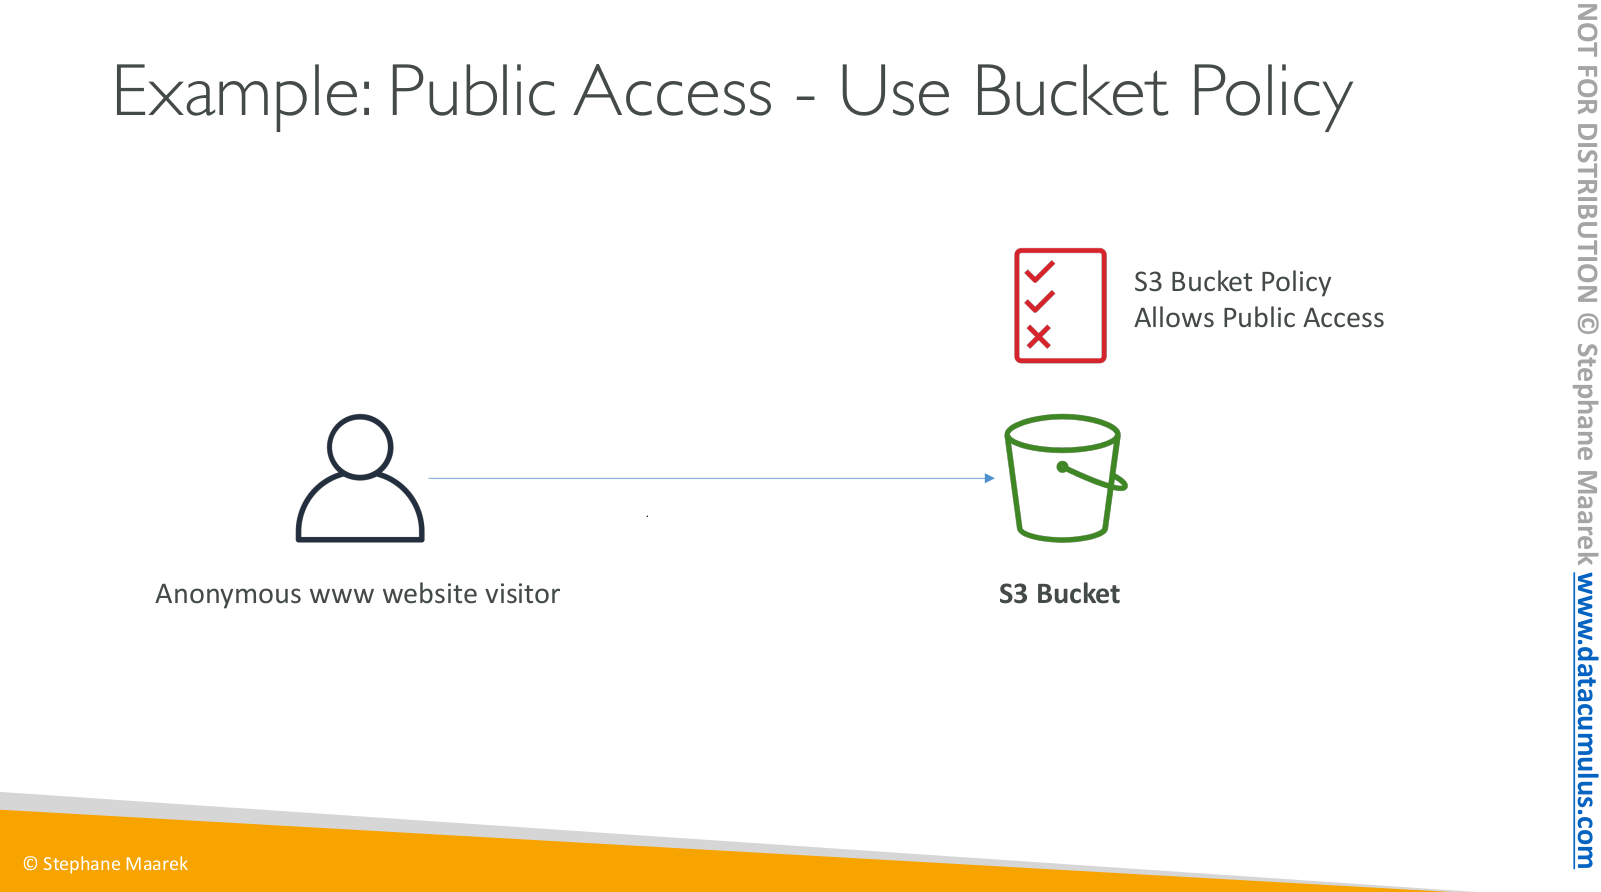 Example: Public Access - Use Bucket Policy
S3 Bucket Policy
Allows Public Access
Anonymous www website visitor
S3 Bucket
© Stephane Maarek
NOT FOR DISTRIBUTION © Stephane Maarek www.datacumulus.com